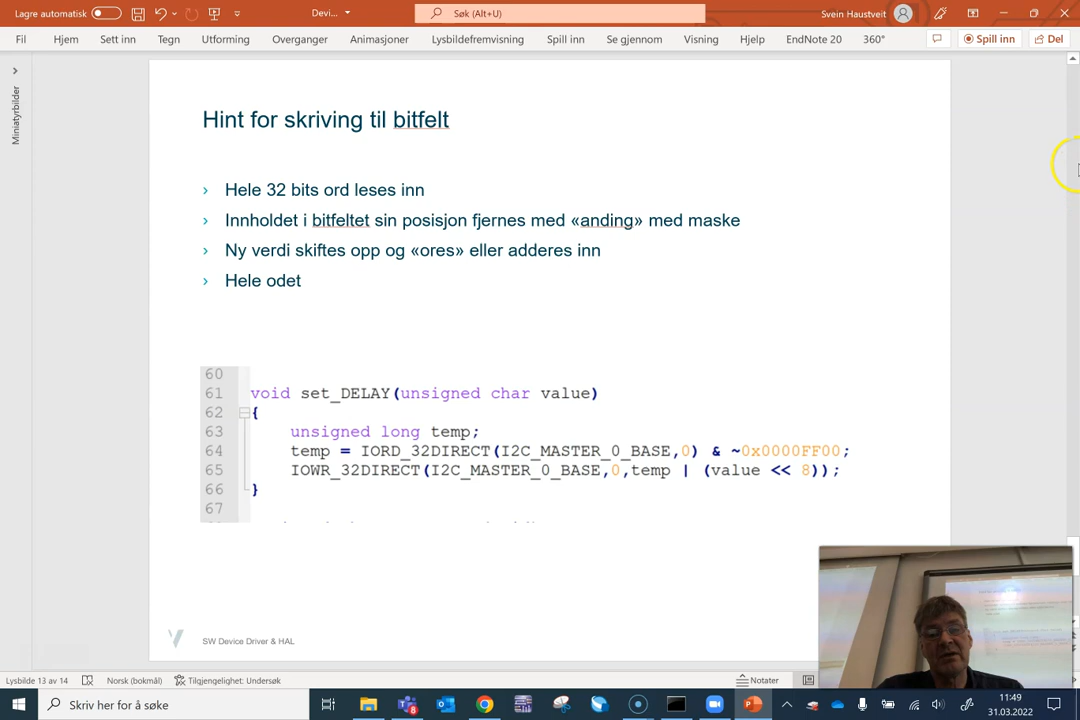 Lagre automatisk
Devi...
Søk (Alt+U)
Svein Haustveit
Fil Hjem Sett inn Tegn Utforming Overganger Animasjoner Lysbildefremvisning Spill inn Se gjennom Visning Hjelp EndNote 20 360° Spill inn Del
Miniatyrbilder
Hint for skriving til bitfelt
› Hele 32 bits ord leses inn
› Innholdet i bitfeltet sin posisjon fjernes med «anding» med maske
› Ny verdi skiftes opp og «ores» eller adderes inn
› Hele odet
60
61 void set_DELAY(unsigned char value)
62 {
63 unsigned long temp;
64 temp = IORD_32DIRECT(I2C_MASTER_0_BASE,0) & ~0x0000FF00;
65 IOWR_32DIRECT(I2C_MASTER_0_BASE,0,temp | (value << 8));
66 }
67
SW Device Driver & HAL
Lysbilde 13 av 14 Norsk (bokmål) Tilgjengelighet: Undersøk Notater
Skriv her for å søke
11:49
31.03.2022